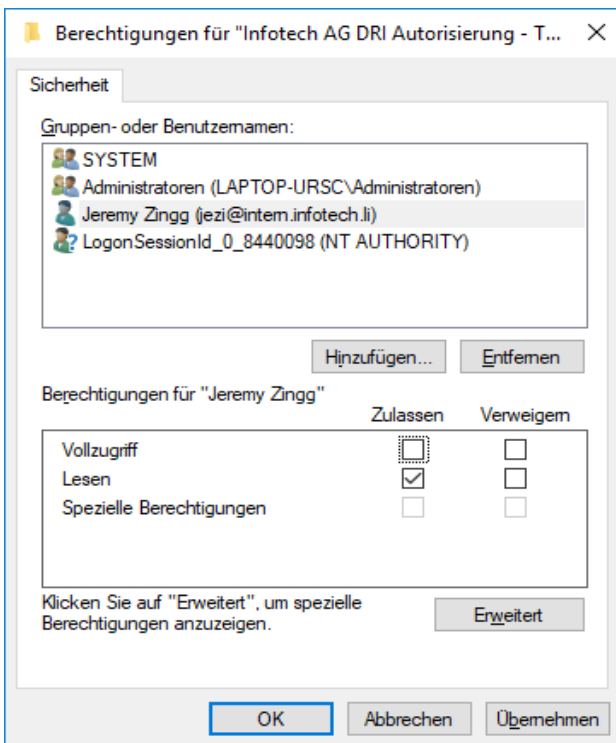 Berechtigungen für "Infotech AG DRI Autorisierung - T...
Sicherheit
Gruppen- oder Benutzernamen:
SYSTEM
Administratoren (LAPTOP-URSC\Administratoren)
Jeremy Zingg (jezi@intern.infotech.li)
LogonSessionId_0_8440098 (NT AUTHORITY)
Hinzufügen... Entfernen
Berechtigungen für "Jeremy Zingg"
Zulassen Verweigern
Vollzugriff
Lesen
Spezielle Berechtigungen
Klicken Sie auf "Erweitert", um spezielle
Berechtigungen anzuzeigen.
Erweitert
OK Abbrechen Übernehmen